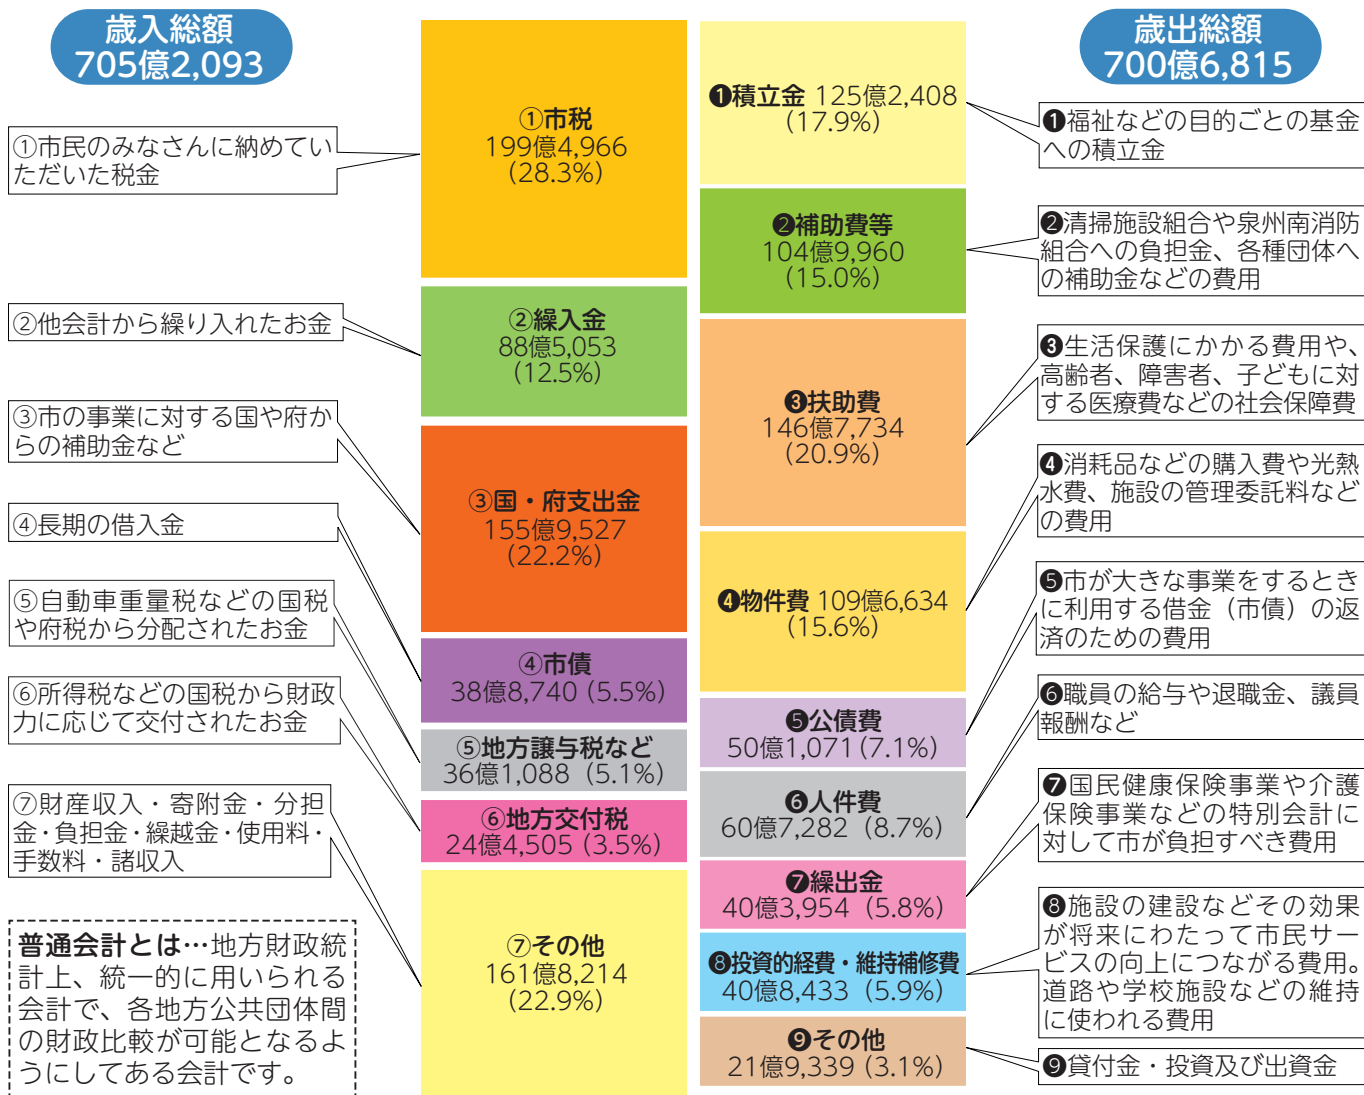 歳入総額
705億2,093
①市民のみなさんに納めてい
ただいた税金
②他会計から繰り入れたお金
③市の事業に対する国や府か
らの補助金など
④長期の借入金
⑤自動車重量税などの国税
や府税から分配されたお金
⑥所得税などの国税から財政
力に応じて交付されたお金
⑦財産収入・寄附金・分担
金・負担金・繰越金・使用料・
手数料・諸収入
普通会計とは…地方財政統
計上、統一的に用いられる
会計で、各地方公共団体間
の財政比較が可能となるよ
うにしてある会計です。
①市税
199億4,966
(28.3%)
②繰入金
88億5,053
(12.5%)
③国・府支出金
155億9,527
(22.2%)
④市債
38億8,740 (5.5%)
⑤地方譲与税など
36億1,088 (5.1%)
⑥地方交付税
24億4,505 (3.5%)
⑦その他
161億8,214
(22.9%)
❶積立金 125億2,408
(17.9%)
❷補助費等
104億9,960
(15.0%)
❸扶助費
146億7,734
(20.9%)
❹物件費 109億6,634
(15.6%)
❺公債費
50億1,071 (7.1%)
❻人件費
60億7,282 (8.7%)
❼繰出金
40億3,954 (5.8%)
❽投資的経費・維持補修費
40億8,433 (5.9%)
❾その他
21億9,339 (3.1%)
歳出総額
700億6,815
❶福祉などの目的ごとの基金
への積立金
❷清掃施設組合や泉州南消防
組合への負担金、各種団体へ
の補助金などの費用
❸生活保護にかかる費用や、
高齢者、障害者、子どもに対
する医療費などの社会保障費
❹消耗品などの購入費や光熱
水費、施設の管理委託料など
の費用
❺市が大きな事業をするとき
に利用する借金（市債）の返
済のための費用
❻職員の給与や退職金、議員
報酬など
❼国民健康保険事業や介護
保険事業などの特別会計に
対して市が負担すべき費用
❽施設の建設などその効果
が将来にわたって市民サー
ビスの向上につながる費用。
道路や学校施設などの維持
に使われる費用
❾貸付金・投資及び出資金